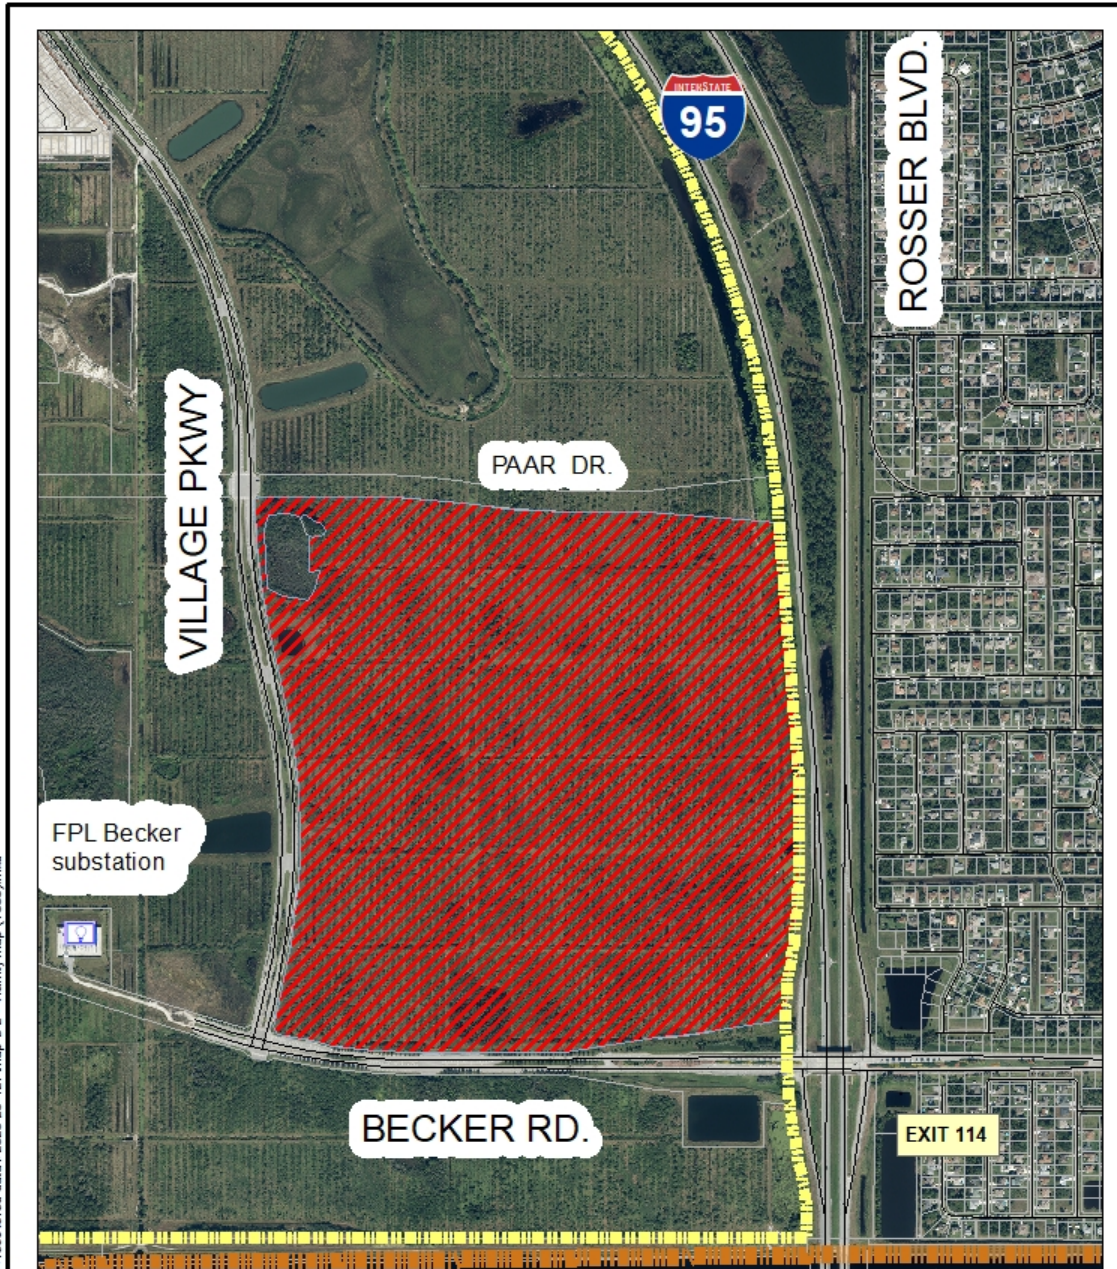 INTERSTATE
95
ROSSER BLVD.
VILLAGE PKWY
PAAR DR.
FPL Becker
substation
BECKER RD.
EXIT 114